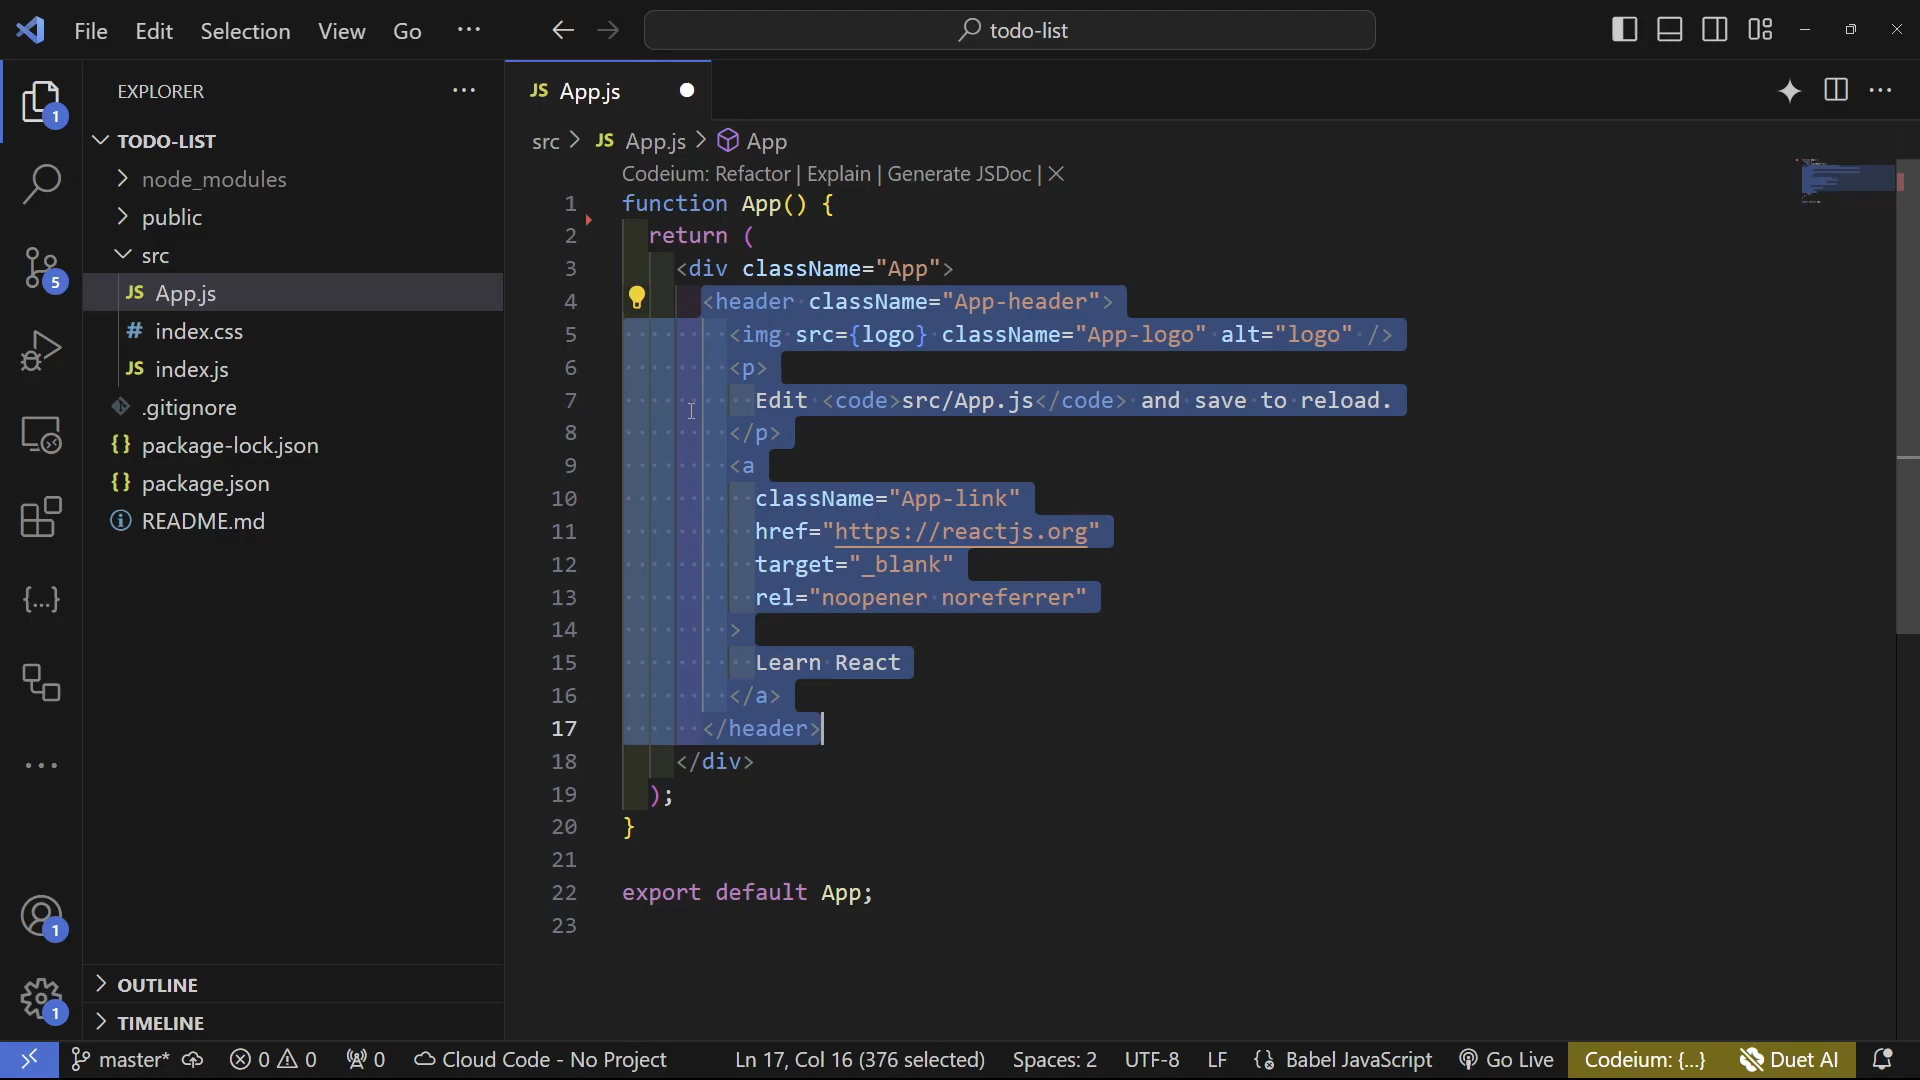 File Edit Selection View Go ··· todo-list
EXPLORER ···
TODO-LIST
node_modules
public
src
JS App.js
# index.css
JS index.js
.gitignore
{} package-lock.json
{} package.json
README.md
OUTLINE
TIMELINE
1
5
{...}
···
1
1
JS App.js
src > JS App.js > App
Codeium: Refactor | Explain | Generate JSDoc | ×
1 function App() {
2 return (
3 <div className="App">
4 <header className="App-header">
5 <img src={logo} className="App-logo" alt="logo" />
6 <p>
7 Edit <code>src/App.js</code> and save to reload.
8 </p>
9 <a
10 className="App-link"
11 href="https://reactjs.org"
12 target="_blank"
13 rel="noopener noreferrer"
14 >
15 Learn React
16 </a>
17 </header>
18 </div>
19 );
20 }
21
22 export default App;
23
master* 0 0 0 Cloud Code - No Project Ln 17, Col 16 (376 selected) Spaces: 2 UTF-8 LF Babel JavaScript Go Live Codeium: {...} Duet AI